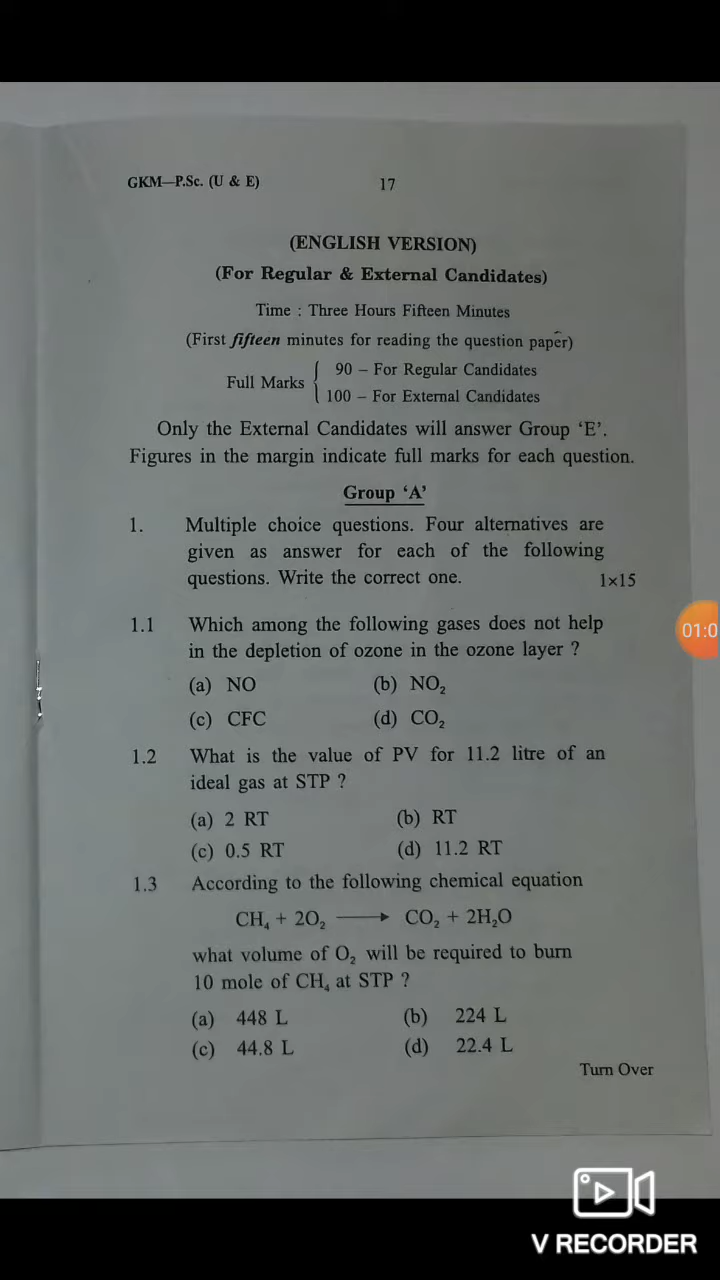 GKM—P.Sc. (U & E) 17
(ENGLISH VERSION)
(For Regular & External Candidates)
Time : Three Hours Fifteen Minutes
(First fifteen minutes for reading the question paper)
Full Marks { 90 – For Regular Candidates
100 – For External Candidates
Only the External Candidates will answer Group ‘E’.
Figures in the margin indicate full marks for each question.
Group ‘A’
1. Multiple choice questions. Four alternatives are
given as answer for each of the following
questions. Write the correct one. 1×15
1.1 Which among the following gases does not help
in the depletion of ozone in the ozone layer ?
(a) NO (b) NO₂
(c) CFC (d) CO₂
1.2 What is the value of PV for 11.2 litre of an
ideal gas at STP ?
(a) 2 RT (b) RT
(c) 0.5 RT (d) 11.2 RT
1.3 According to the following chemical equation
CH₄ + 2O₂ ⟶ CO₂ + 2H₂O
what volume of O₂ will be required to burn
10 mole of CH₄ at STP ?
(a) 448 L (b) 224 L
(c) 44.8 L (d) 22.4 L
Turn Over
01:0
V RECORDER